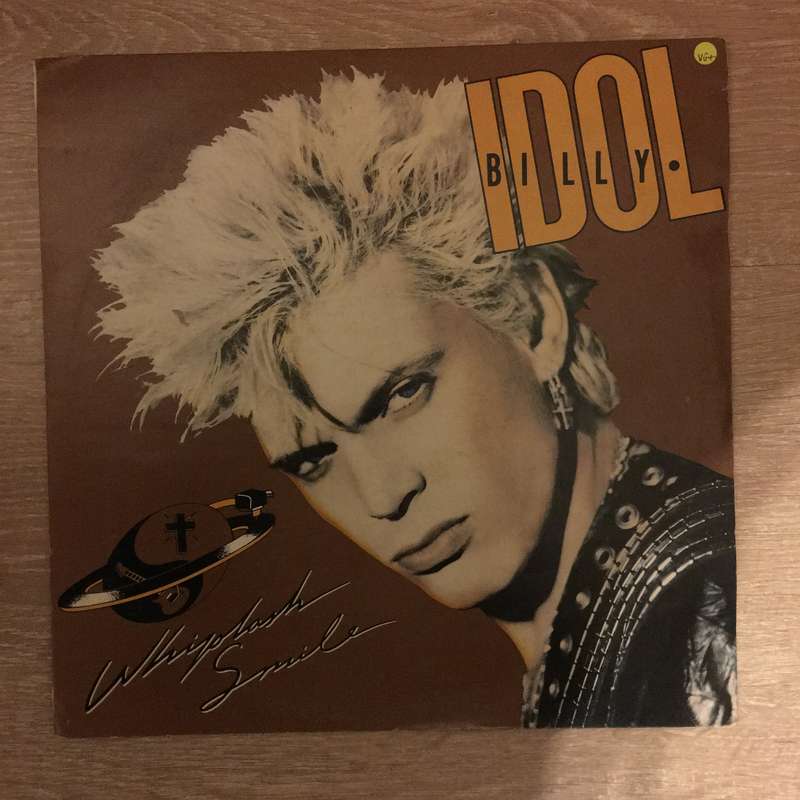 VG+
IDOL
BILLY.
Whiplash
Smile